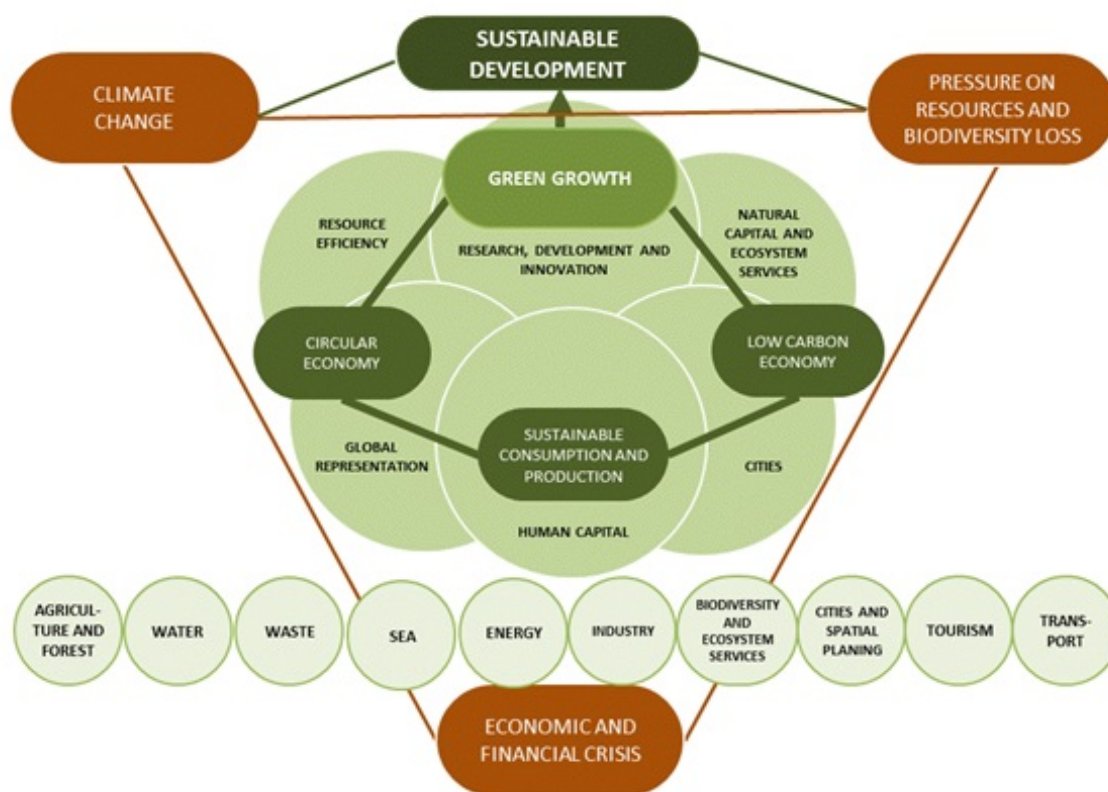 SUSTAINABLE
DEVELOPMENT
CLIMATE
CHANGE
PRESSURE ON
RESOURCES AND
BIODIVERSITY LOSS
GREEN GROWTH
RESOURCE
EFFICIENCY
RESEARCH, DEVELOPMENT AND
INNOVATION
NATURAL
CAPITAL AND
ECOSYSTEM
SERVICES
CIRCULAR
ECONOMY
LOW CARBON
ECONOMY
GLOBAL
REPRESENTATION
SUSTAINABLE
CONSUMPTION AND
PRODUCTION
CITIES
HUMAN CAPITAL
AGRICUL-
TURE AND
FOREST
WATER
WASTE
SEA
ENERGY
INDUSTRY
BIODIVERSITY
AND
ECOSYSTEM
SERVICES
CITIES AND
SPATIAL
PLANING
TOURISM
TRANS-
PORT
ECONOMIC AND
FINANCIAL CRISIS